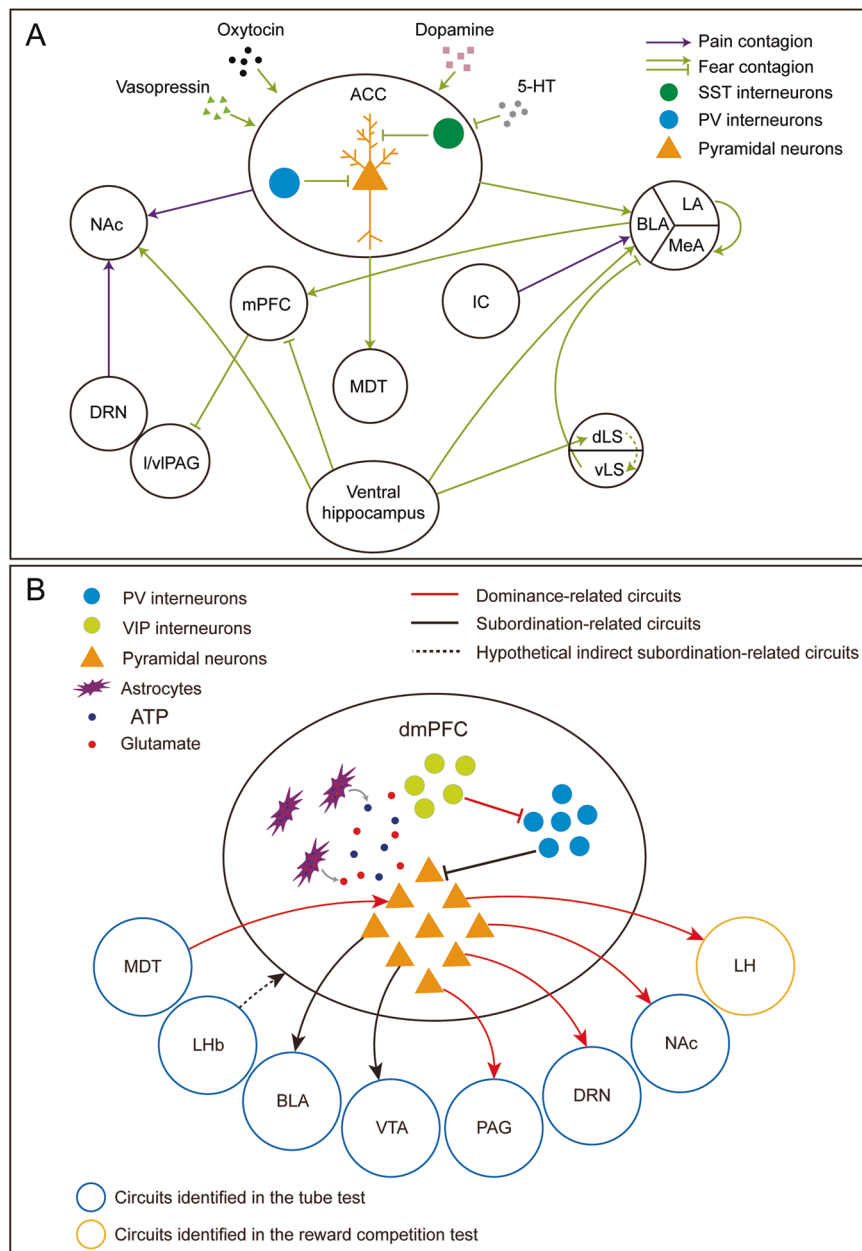 A
Oxytocin
Dopamine
Vasopressin
5-HT
ACC
Pain contagion
Fear contagion
SST interneurons
PV interneurons
Pyramidal neurons
NAc
BLA
LA
MeA
mPFC
IC
MDT
DRN
l/vlPAG
dLS
vLS
Ventral
hippocampus
B
PV interneurons
VIP interneurons
Pyramidal neurons
Astrocytes
ATP
Glutamate
Dominance-related circuits
Subordination-related circuits
Hypothetical indirect subordination-related circuits
dmPFC
MDT
LHb
BLA
VTA
PAG
DRN
NAc
LH
Circuits identified in the tube test
Circuits identified in the reward competition test